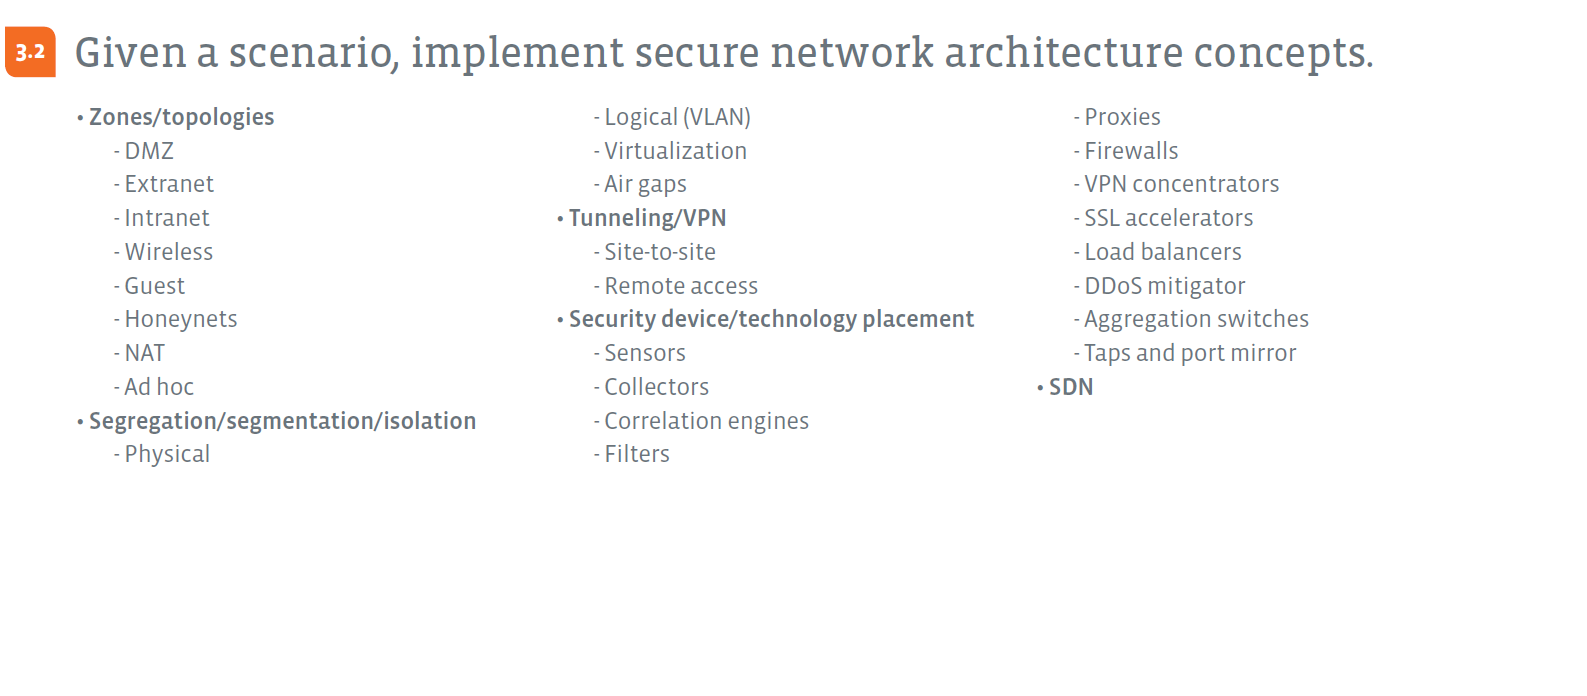 3.2 Given a scenario, implement secure network architecture concepts.
• Zones/topologies
- DMZ
- Extranet
- Intranet
- Wireless
- Guest
- Honeynets
- NAT
- Ad hoc
• Segregation/segmentation/isolation
- Physical
- Logical (VLAN)
- Virtualization
- Air gaps
• Tunneling/VPN
- Site-to-site
- Remote access
• Security device/technology placement
- Sensors
- Collectors
- Correlation engines
- Filters
- Proxies
- Firewalls
- VPN concentrators
- SSL accelerators
- Load balancers
- DDoS mitigator
- Aggregation switches
- Taps and port mirror
• SDN